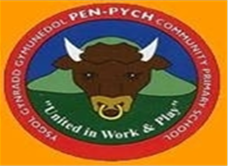 YSGOL GYNRADD GYMUNEDOL PEN-PYCH COMMUNITY PRIMARY SCHOOL
"United in Work & Play"